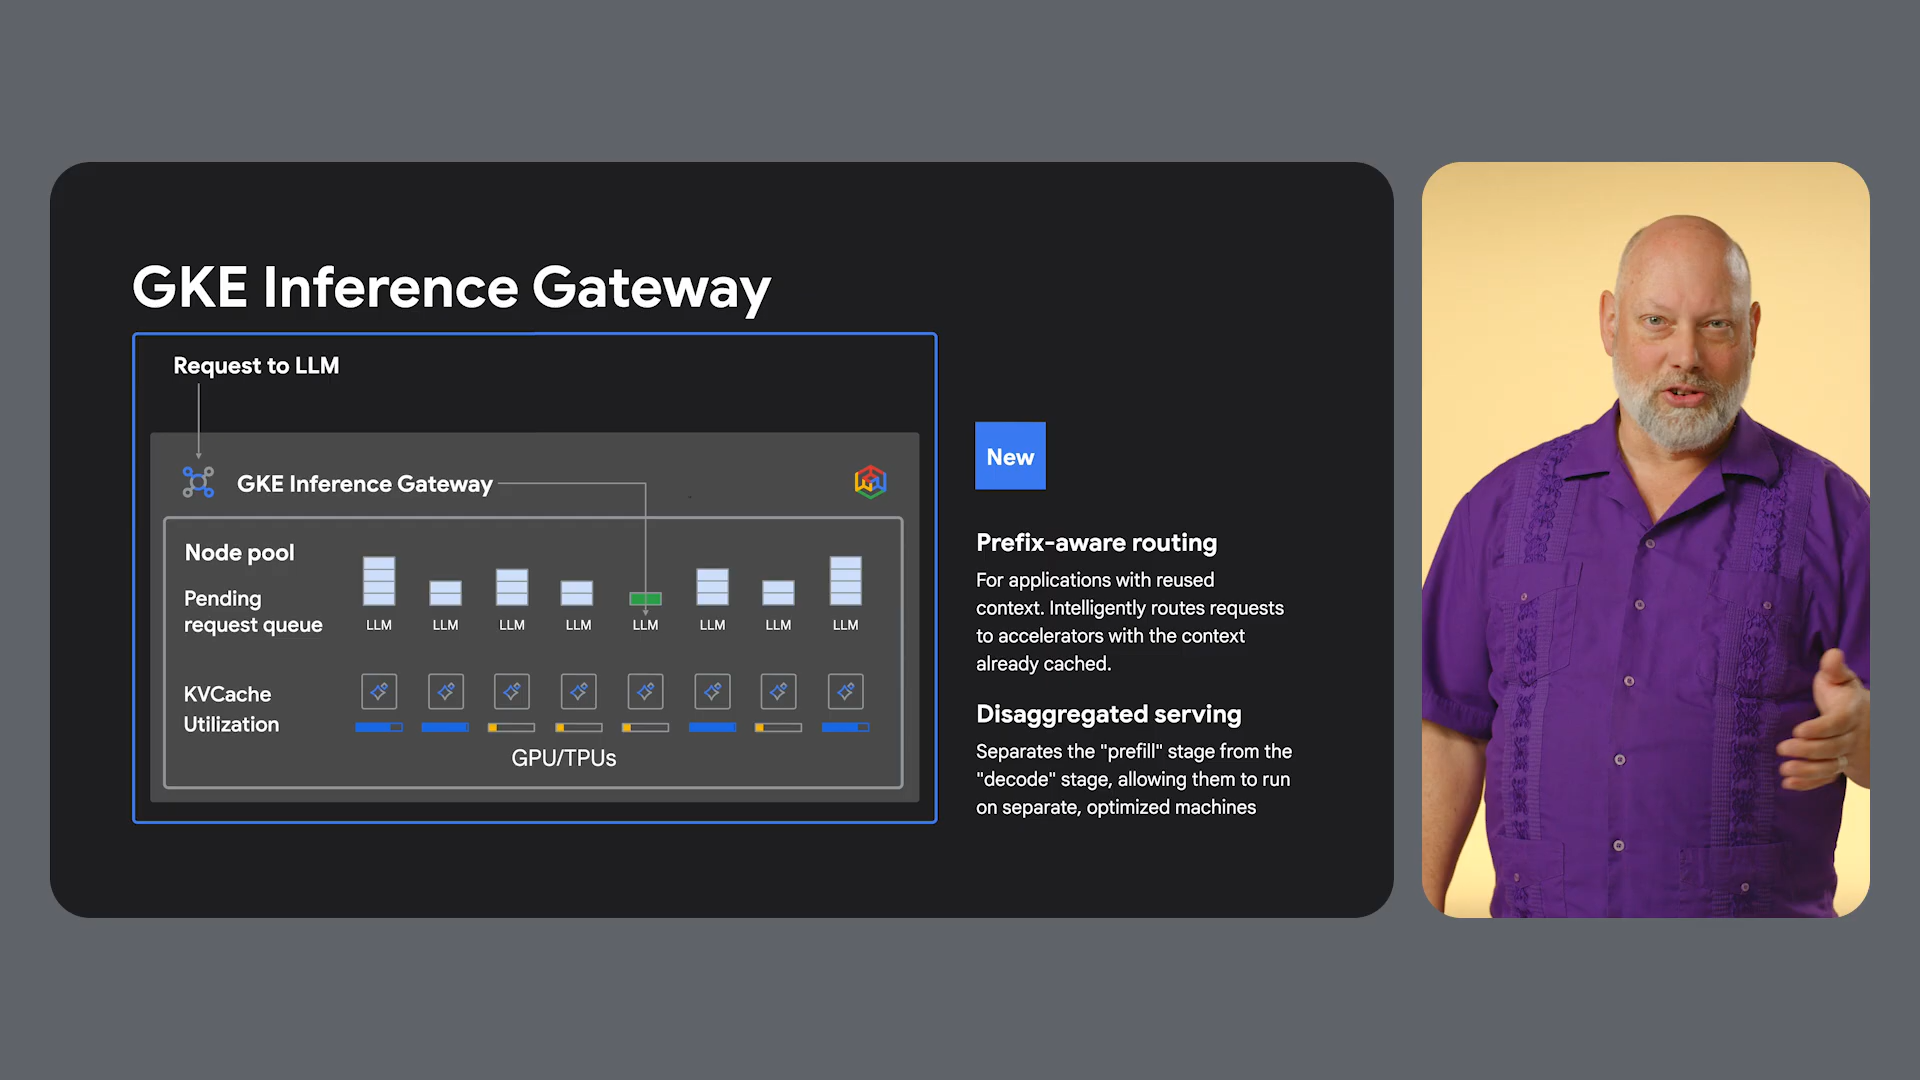 GKE Inference Gateway
Request to LLM
GKE Inference Gateway
Node pool
Pending
request queue
LLM LLM LLM LLM LLM LLM LLM LLM
KVCache
Utilization
GPU/TPUs
New
Prefix-aware routing
For applications with reused
context. Intelligently routes requests
to accelerators with the context
already cached.
Disaggregated serving
Separates the "prefill" stage from the
"decode" stage, allowing them to run
on separate, optimized machines